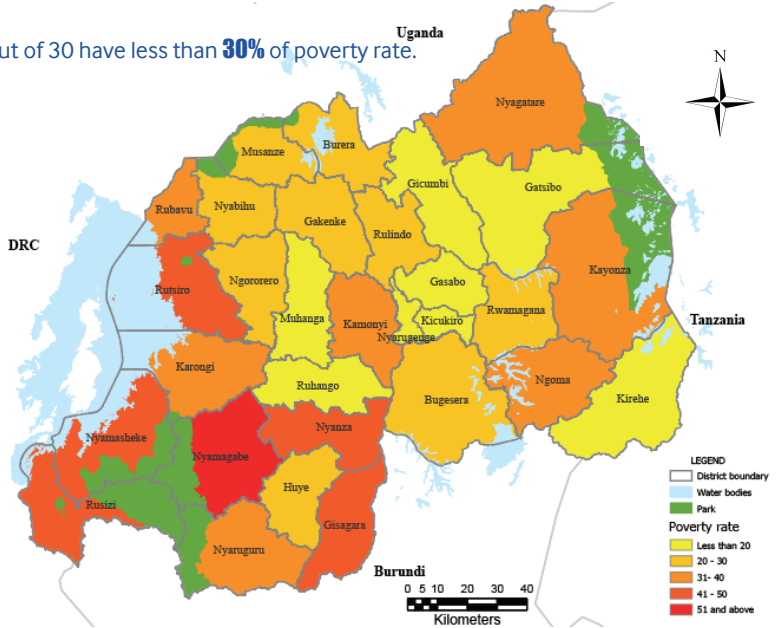 Uganda
ut of 30 have less than 30% of poverty rate.
N
Nyagatare
Musanze
Burera
Gicumbi
Gatsibo
Rubavu
Nyabihu
Gakenke
Rulindo
DRC
Kayonza
Rutsiro
Ngororero
Gasabo
Rwamagana
Muhanga
Kamonyi
Kicukiro
Nyarugenge
Tanzania
Karongi
Ruhango
Bugesera
Ngoma
Kirehe
Nyamasheke
Nyamagabe
Nyanza
Huye
Rusizi
Gisagara
Nyaruguru
Burundi
LEGEND
District boundary
Water bodies
Park
Poverty rate
Less than 20
20 - 30
31- 40
41 - 50
51 and above
0 5 10 20 30 40
Kilometers